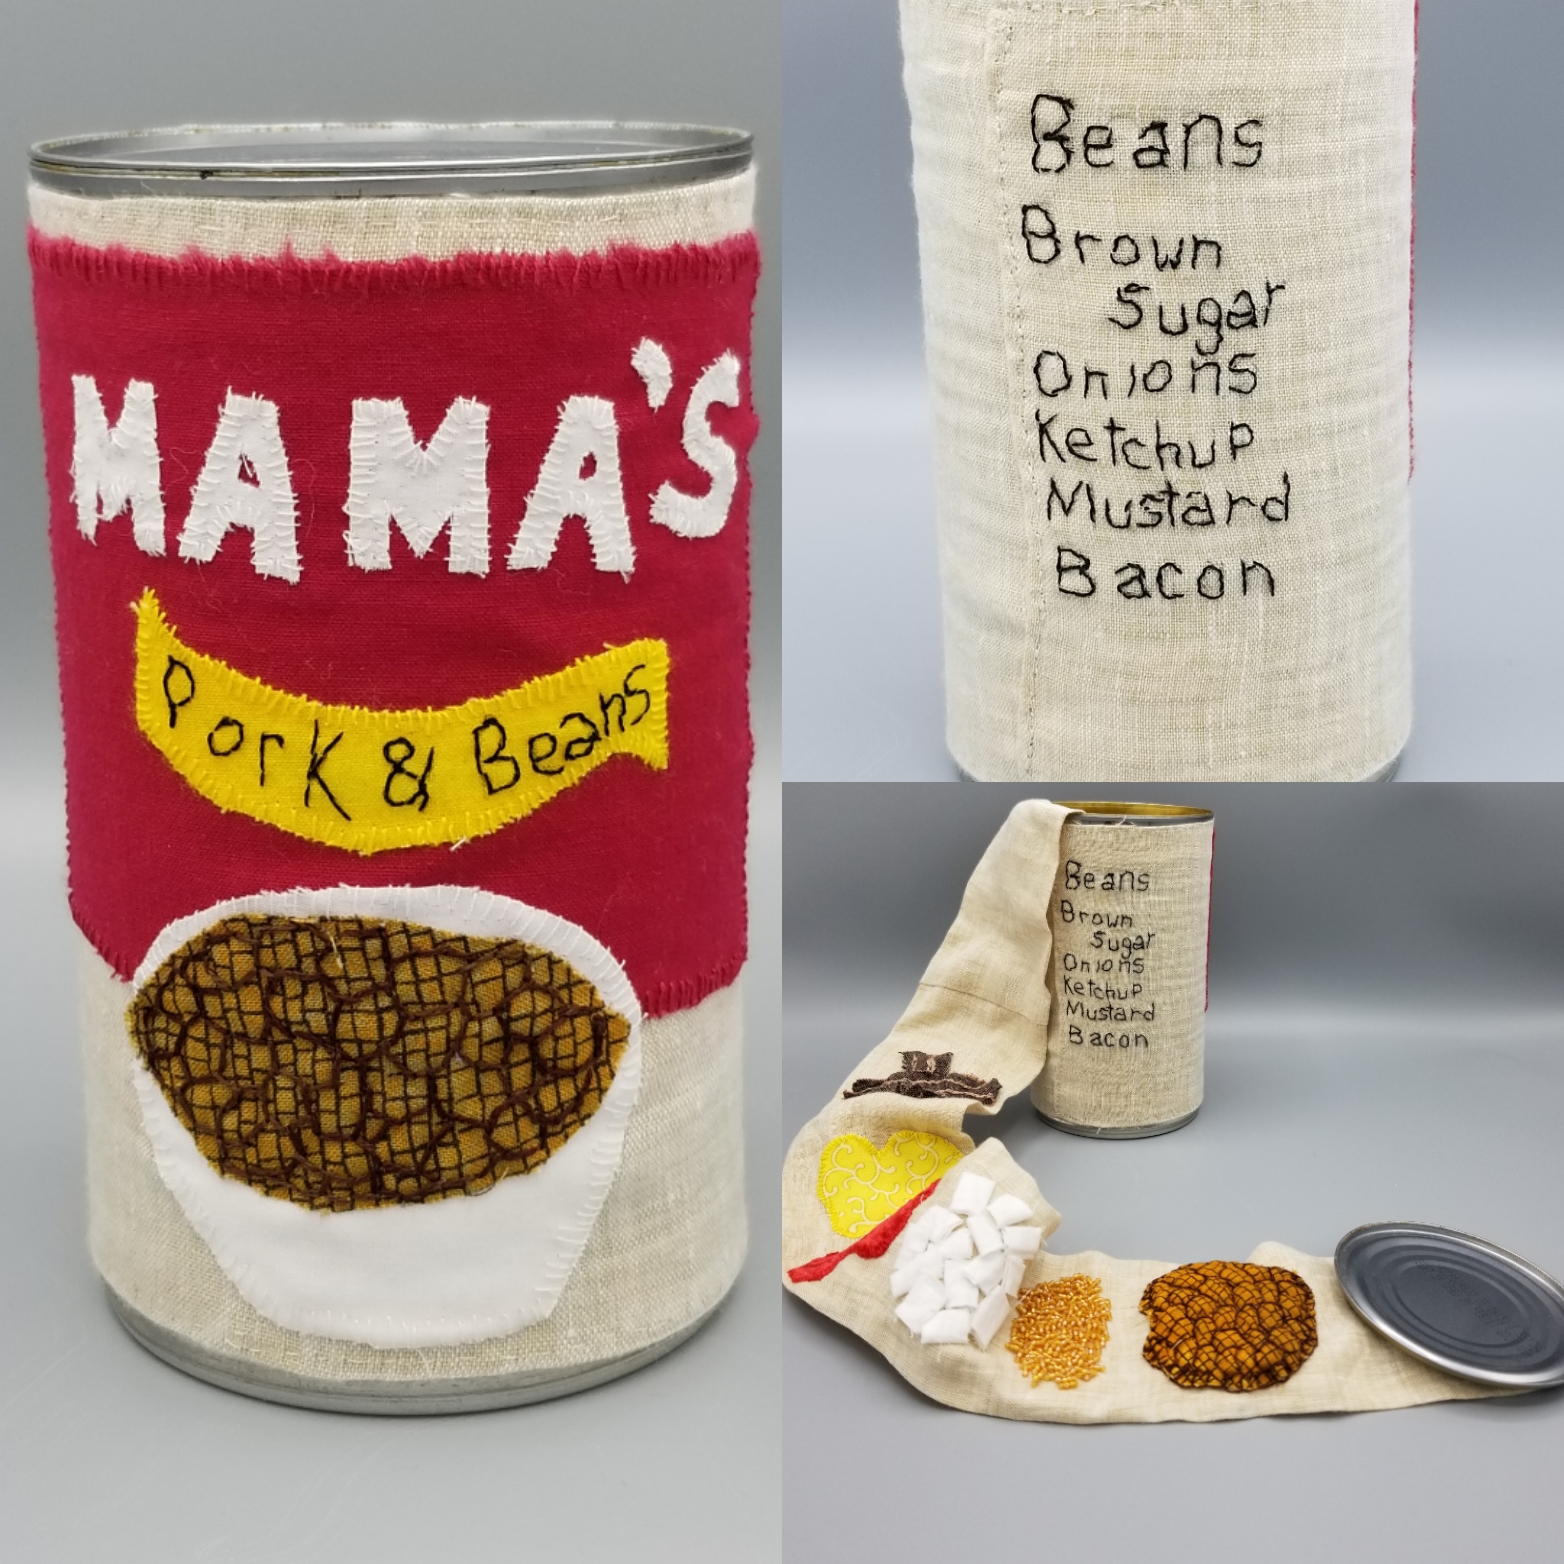 MAMA'S
Pork & Beans
Beans
Brown
Sugar
Onions
Ketchup
Mustard
Bacon
Beans
Brown
Sugar
Onions
Ketchup
Mustard
Bacon